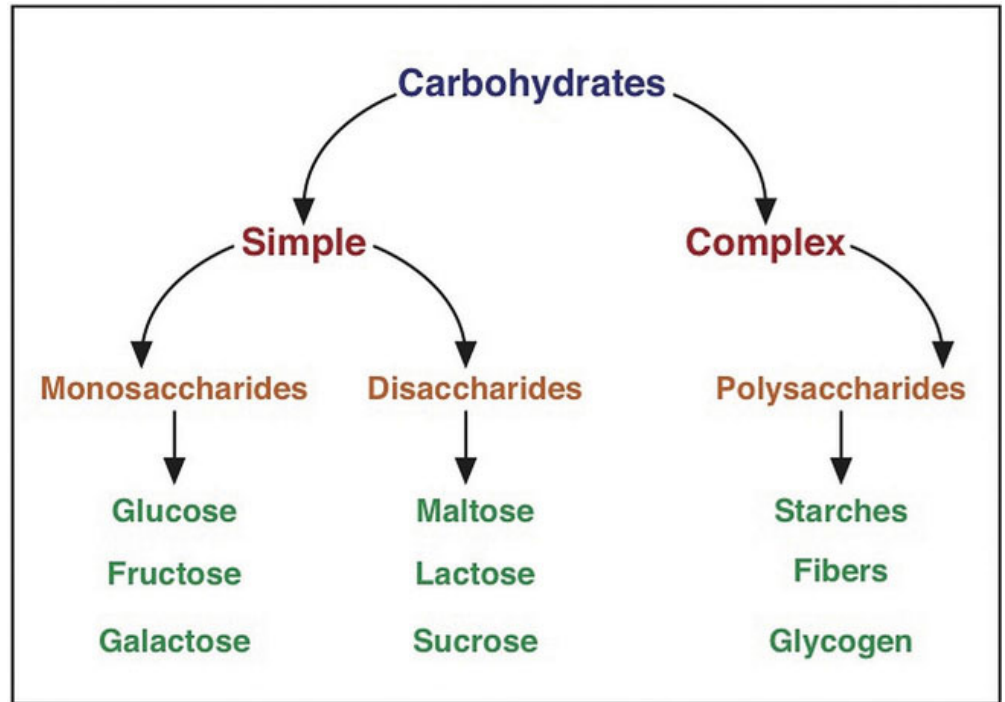 Carbohydrates
Simple
Complex
Monosaccharides
Disaccharides
Polysaccharides
Glucose
Maltose
Starches
Fructose
Lactose
Fibers
Galactose
Sucrose
Glycogen